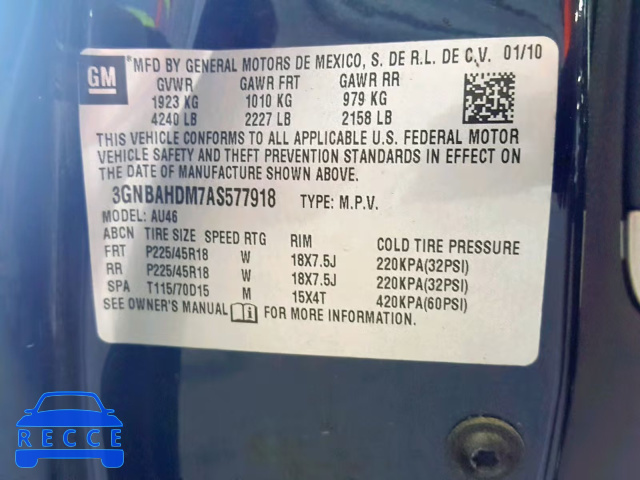 GM
MFD BY GENERAL MOTORS DE MEXICO, S. DE R.L. DE C.V. 01/10
GVWR GAWR FRT GAWR RR
1923 KG 1010 KG 979 KG
4240 LB 2227 LB 2158 LB
THIS VEHICLE CONFORMS TO ALL APPLICABLE U.S. FEDERAL MOTOR
VEHICLE SAFETY AND THEFT PREVENTION STANDARDS IN EFFECT ON
THE DATE OF MANUFACTURE SHOWN ABOVE.
3GNBAHDM7AS577918 TYPE: M.P.V.
MODEL: AU46
ABCN TIRE SIZE SPEED RTG RIM COLD TIRE PRESSURE
FRT P225/45R18 W 18X7.5J 220KPA(32PSI)
RR P225/45R18 W 18X7.5J 220KPA(32PSI)
SPA T115/70D15 M 15X4T 420KPA(60PSI)
SEE OWNER'S MANUAL FOR MORE INFORMATION.
RECCE